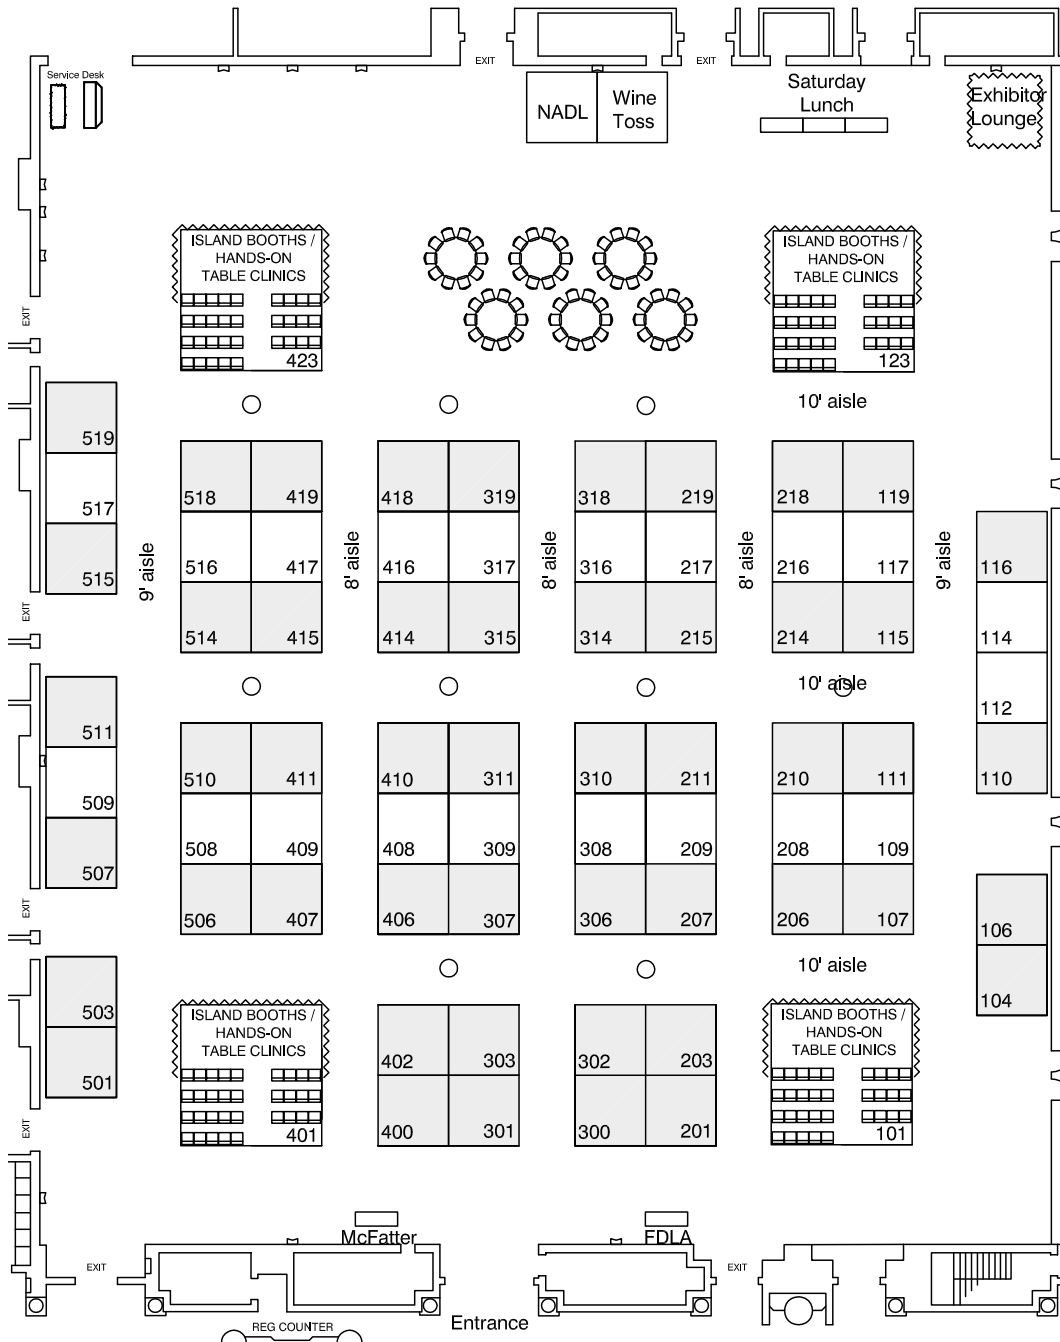 EXIT
EXIT
Service Desk
NADL
Wine
Toss
Saturday
Lunch
Exhibitor
Lounge
ISLAND BOOTHS /
HANDS-ON
TABLE CLINICS
423
ISLAND BOOTHS /
HANDS-ON
TABLE CLINICS
123
EXIT
10' aisle
519
517
515
9' aisle
518 419
516 417
514 415
8' aisle
418 319
416 317
414 315
8' aisle
318 219
316 217
314 215
8' aisle
218 119
216 117
214 115
9' aisle
116
114
112
110
EXIT
10' aisle
511
509
507
510 411
508 409
506 407
410 311
408 309
406 307
310 211
308 209
306 207
210 111
208 109
206 107
106
104
EXIT
10' aisle
503
501
ISLAND BOOTHS /
HANDS-ON
TABLE CLINICS
401
402 303
400 301
302 203
300 201
ISLAND BOOTHS /
HANDS-ON
TABLE CLINICS
101
EXIT
McFatter
FDLA
EXIT
EXIT
REG COUNTER
Entrance